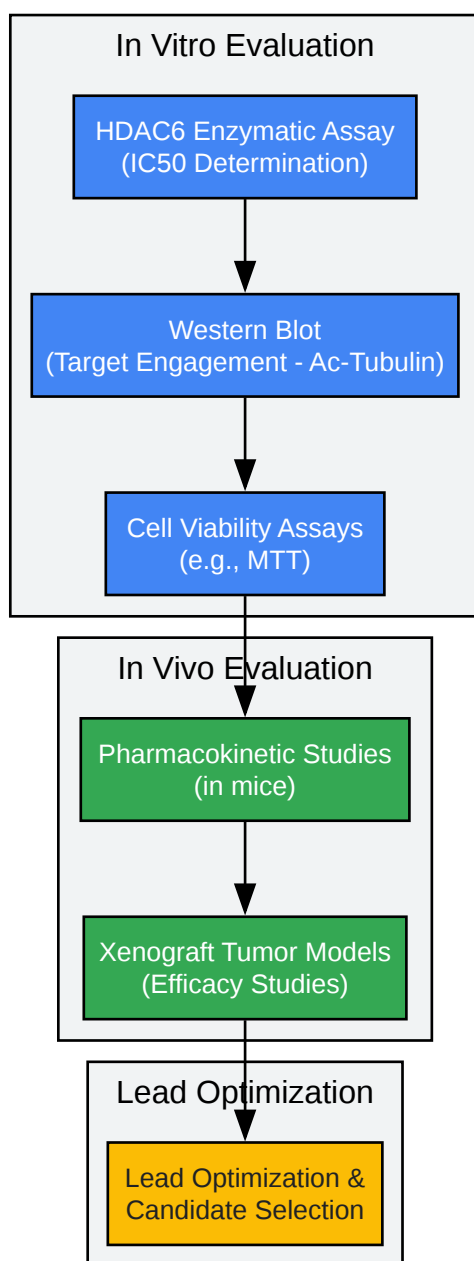 In Vitro Evaluation
HDAC6 Enzymatic Assay
(IC50 Determination)
Western Blot
(Target Engagement - Ac-Tubulin)
Cell Viability Assays
(e.g., MTT)
In Vivo Evaluation
Pharmacokinetic Studies
(in mice)
Xenograft Tumor Models
(Efficacy Studies)
Lead Optimization
Lead Optimization &
Candidate Selection